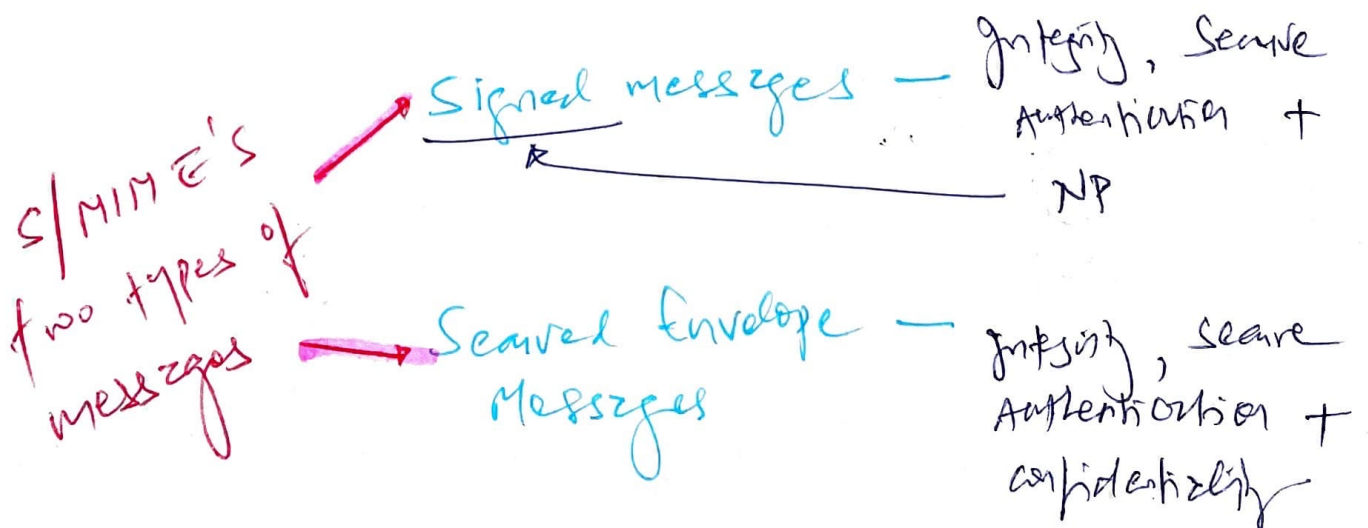 S/MIME's
two types of
messages
Signed messages — Integrity, Secure
Authentication +
NP
Secured Envelope
Messages — Integrity, Secure
Authentication +
confidentiality